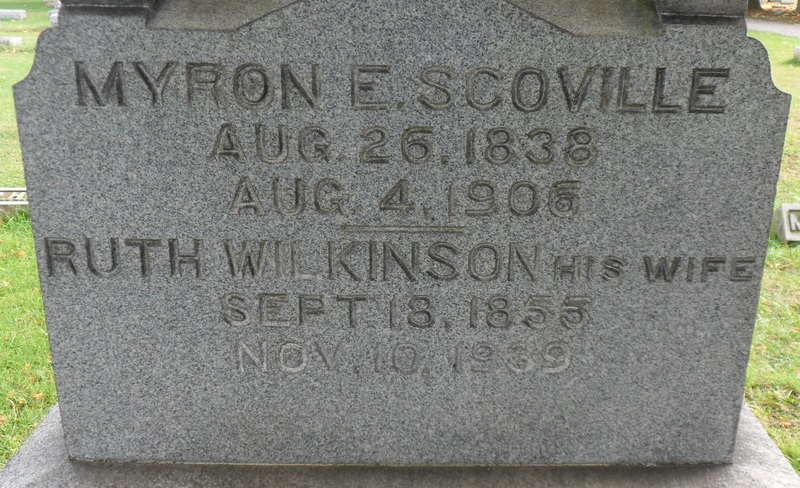 MYRON E. SCOVILLE
AUG. 26, 1838
AUG. 4, 1906
RUTH WILKINSON HIS WIFE
SEPT. 18, 1855
NOV. 10, 1939